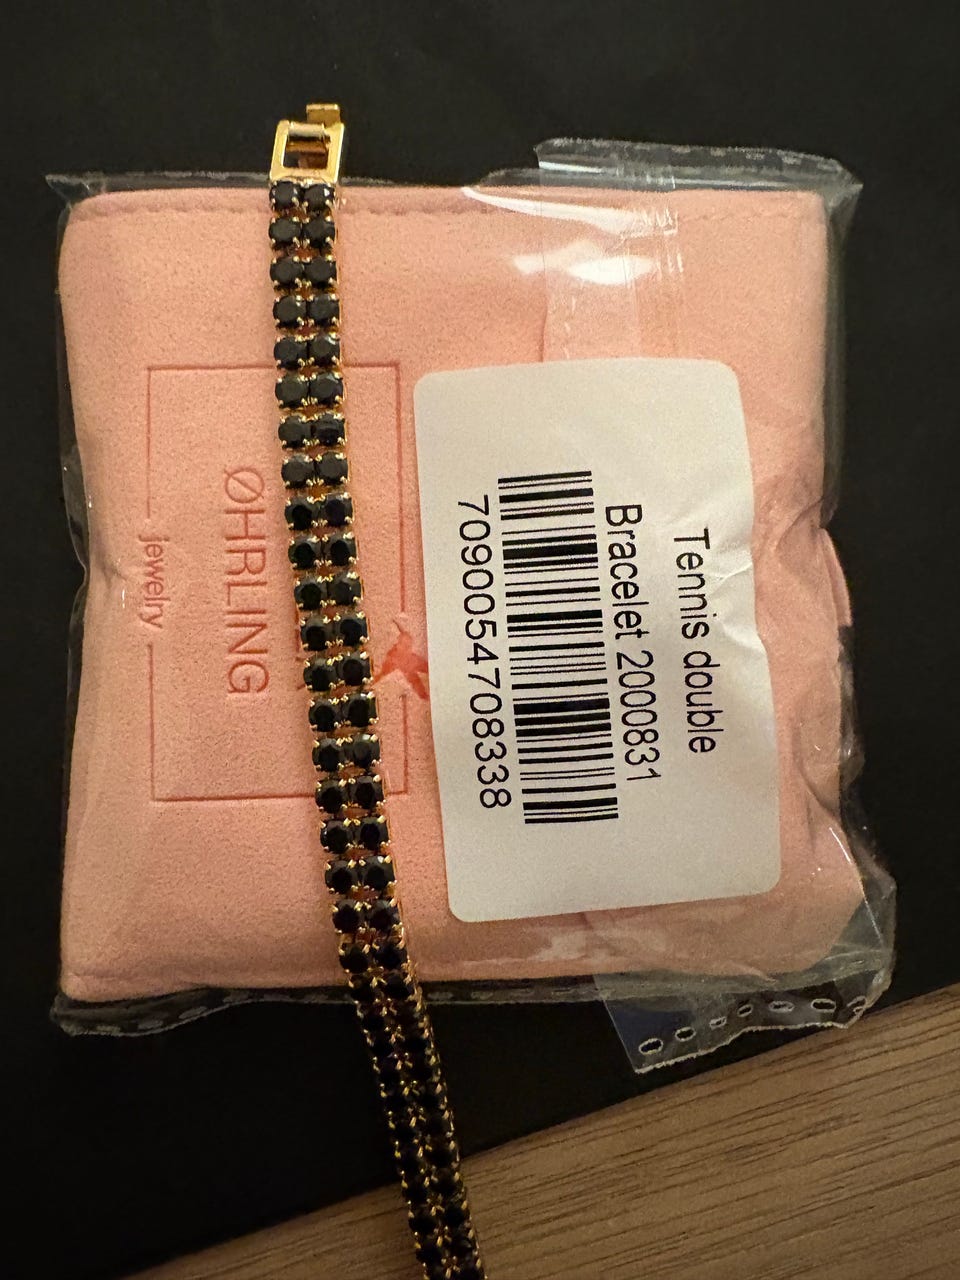 Tennis double
Bracelet 2000831
7090054708338
ØHRLING
jewelry